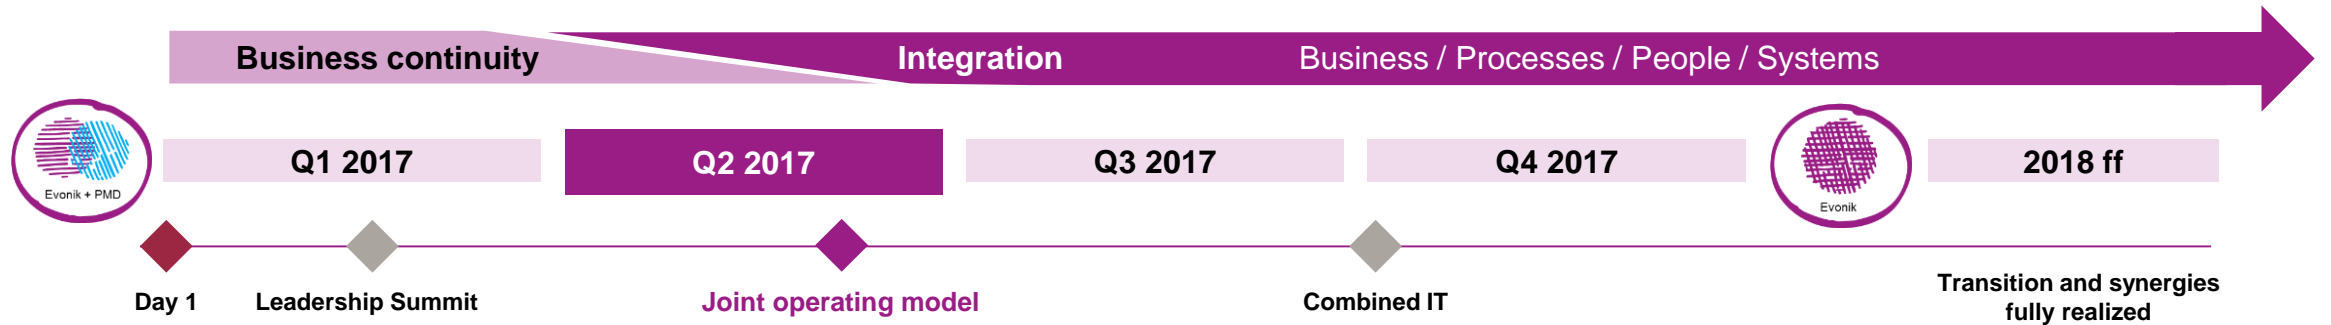 Business continuity
Integration
Business / Processes / People / Systems
Evonik + PMD
Q1 2017
Q2 2017
Q3 2017
Q4 2017
Evonik
2018 ff
Day 1
Leadership Summit
Joint operating model
Combined IT
Transition and synergies
fully realized